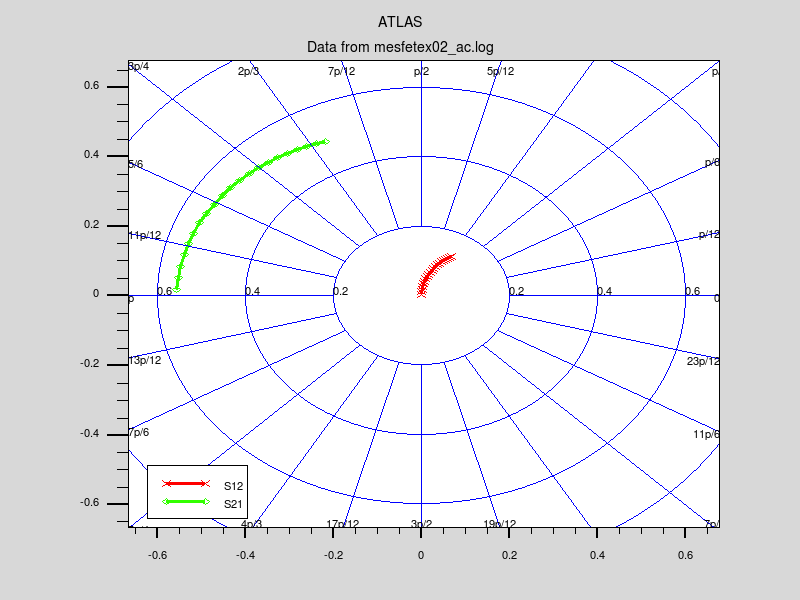 ATLAS
Data from mesfetex02_ac.log
3p/4 2p/3 7p/12 p/2 5p/12 p/
0.6
0.4
5/6 p/6
0.2
11p/12 p/12
0 p 0.6 0.4 0.2 0.2 0.4 0.6 0
-0.2
13p/12 23p/12
-0.4
7p/6 11p/6
S12
-0.6
S21
4p/3 17p/12 3p/2 19p/12 7p/
-0.6 -0.4 -0.2 0 0.2 0.4 0.6